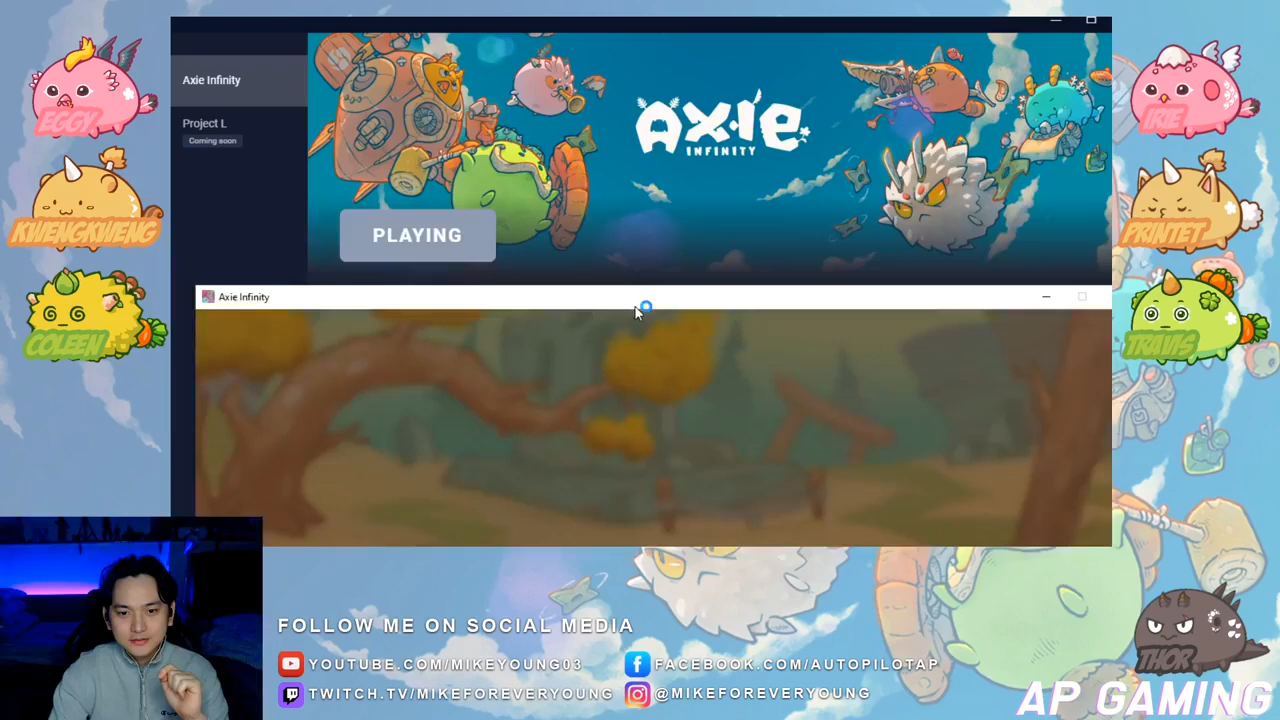 Axie Infinity
Project L
Coming soon
AXIE
INFINITY
PLAYING
Axie Infinity
EGGY
KWENGKWENG
COLEEN
IRIE
PRINTET
TRAVIS
THOR
FOLLOW ME ON SOCIAL MEDIA
YOUTUBE.COM/MIKEYOUNG03
FACEBOOK.COM/AUTOPILOTAP
TWITCH.TV/MIKEFOREVERYOUNG
@MIKEFOREVERYOUNG
AP GAMING